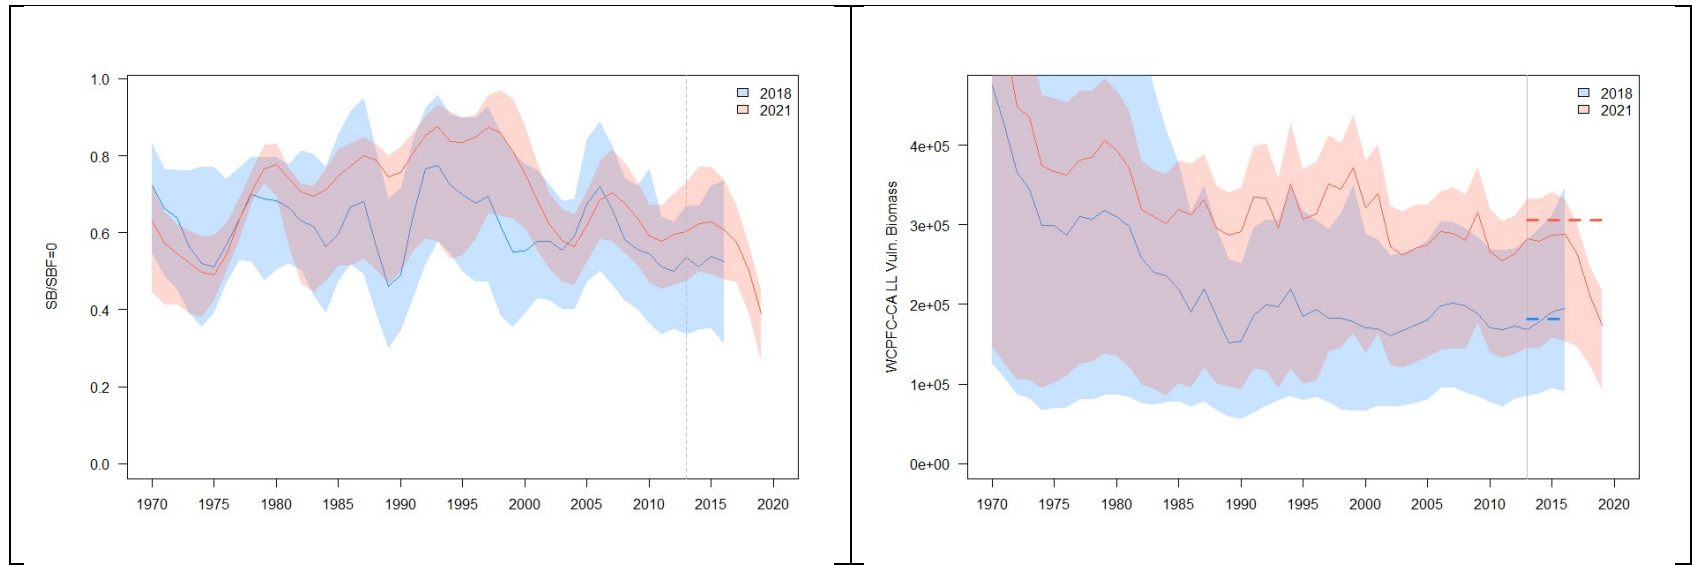 1.0
0.8
0.6
0.4
0.2
0.0
SB/SBF=0
1970 1975 1980 1985 1990 1995 2000 2005 2010 2015 2020
2018
2021
4e+05
3e+05
2e+05
1e+05
0e+00
WCPFC-CA LL Vuln. Biomass
1970 1975 1980 1985 1990 1995 2000 2005 2010 2015 2020
2018
2021